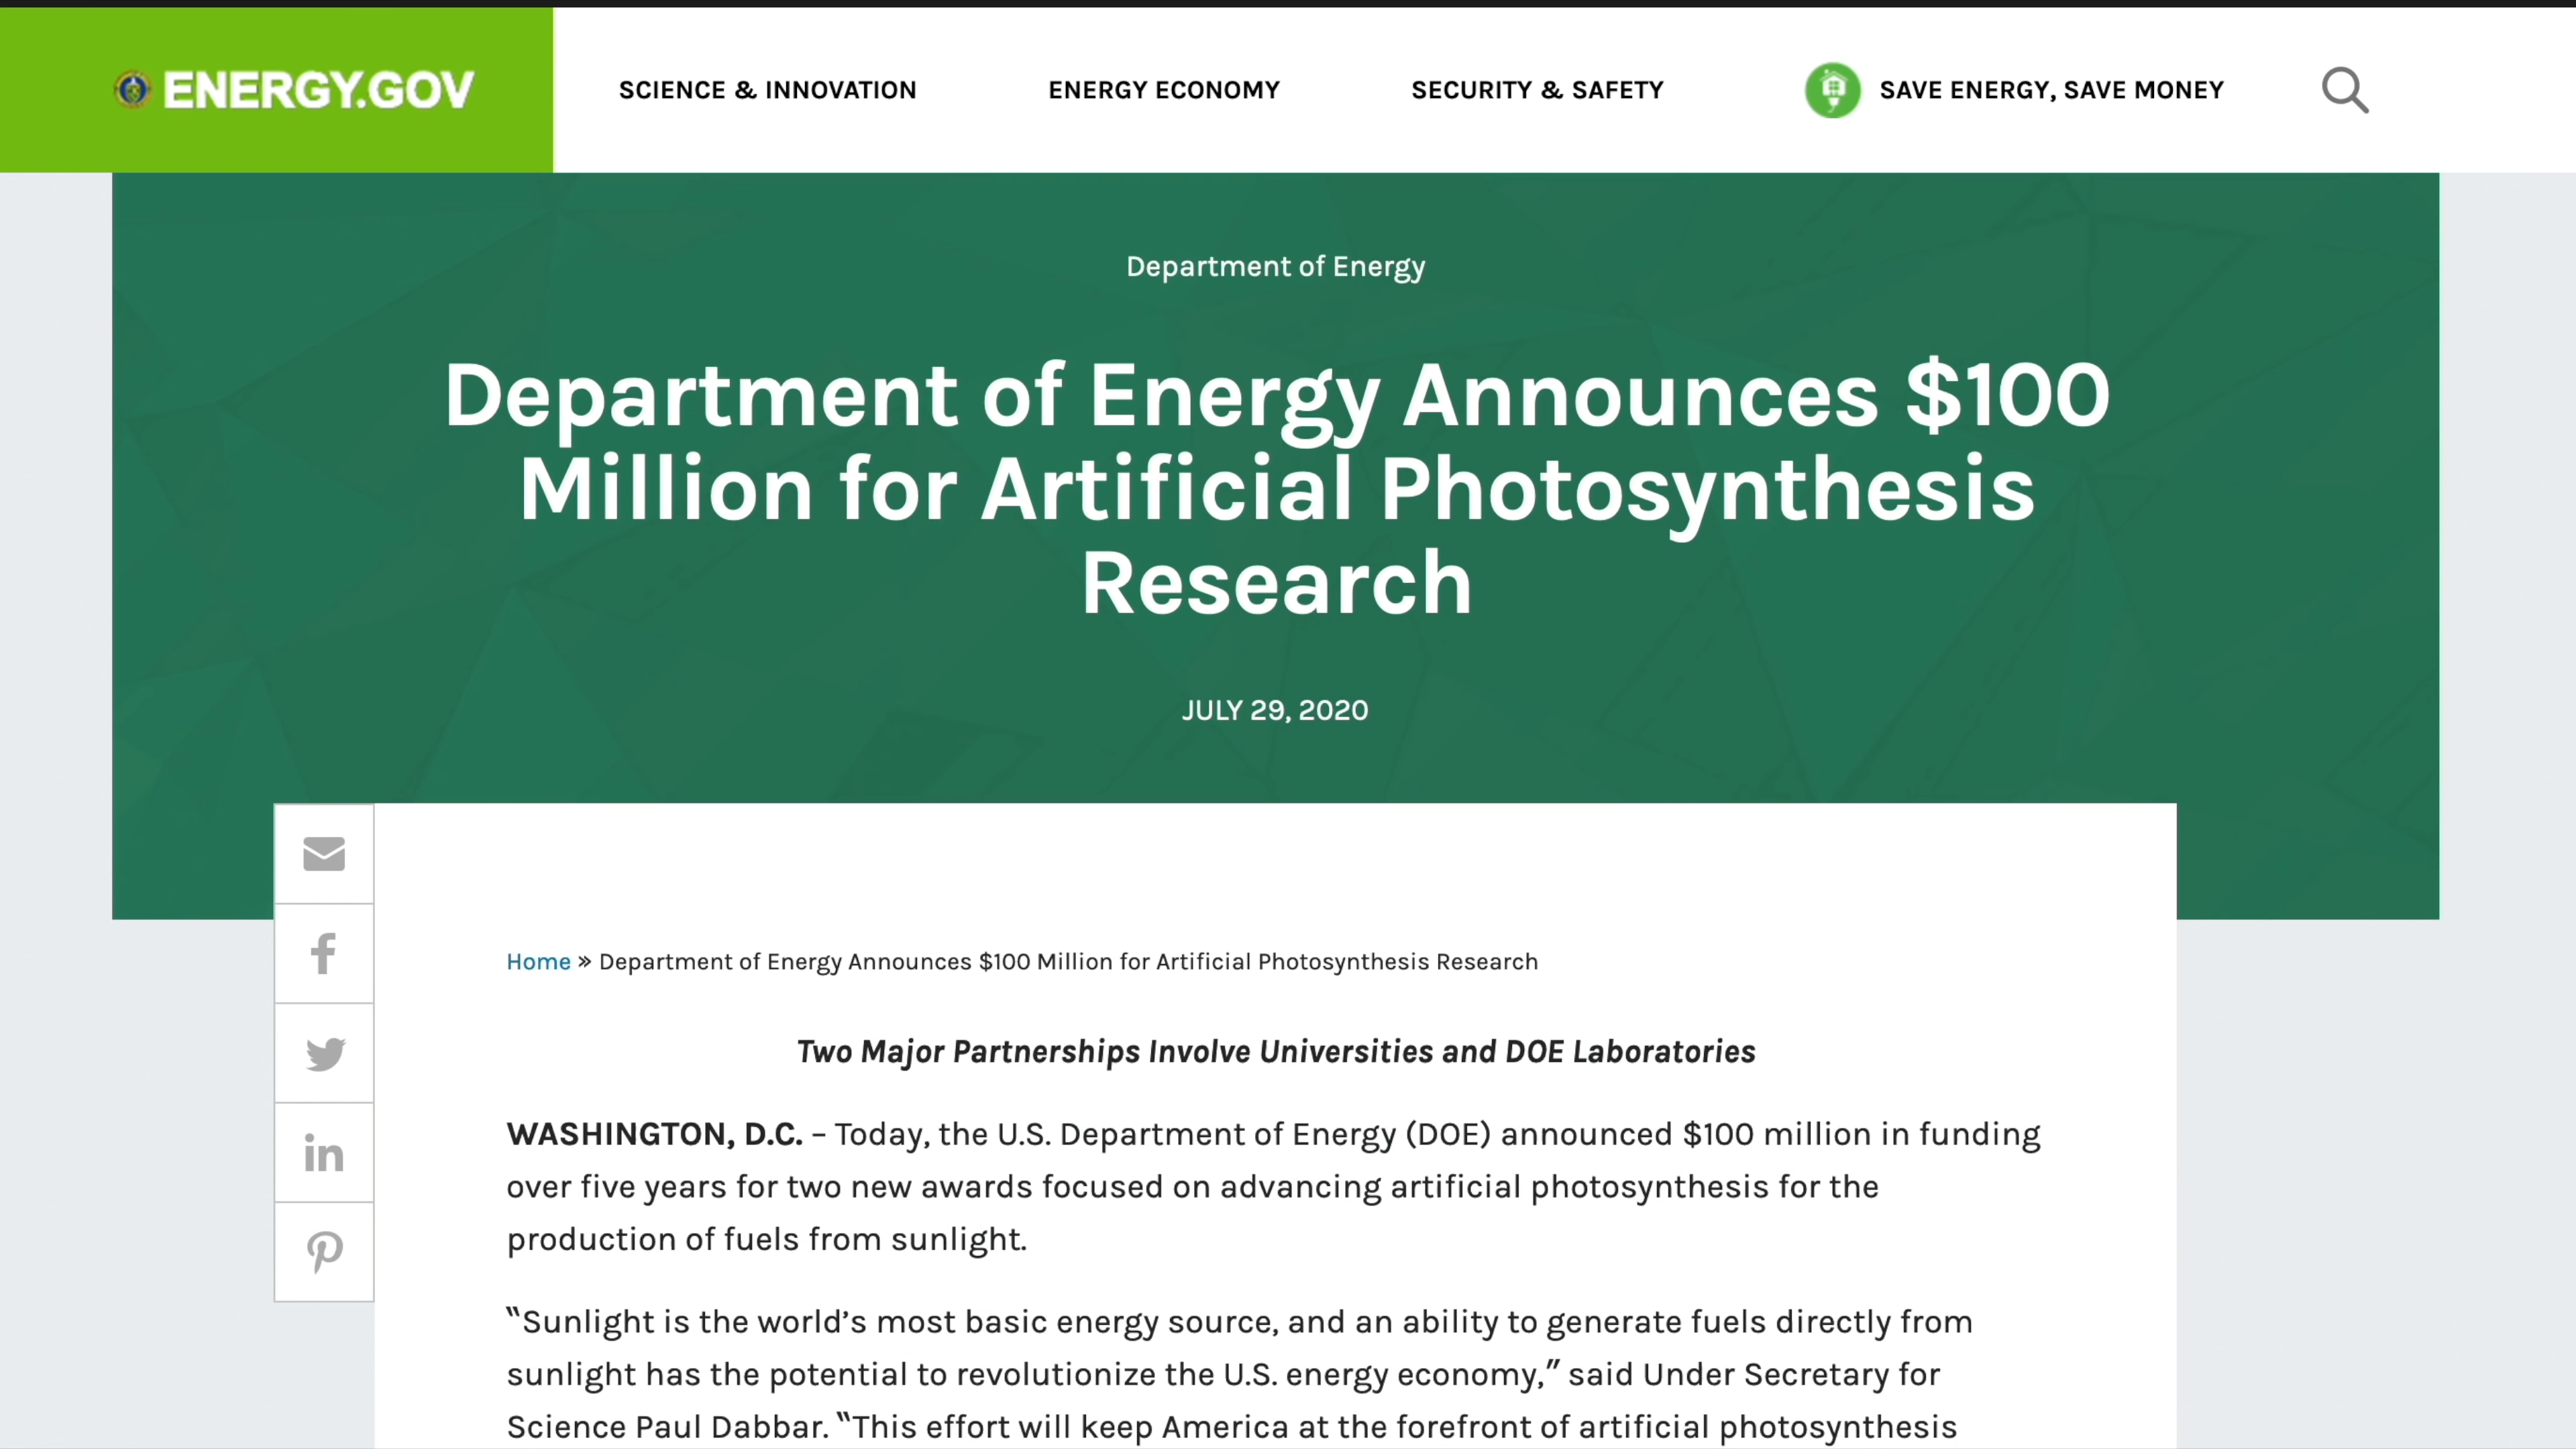 ENERGY.GOV
SCIENCE & INNOVATION
ENERGY ECONOMY
SECURITY & SAFETY
SAVE ENERGY, SAVE MONEY
Department of Energy
Department of Energy Announces $100
Million for Artificial Photosynthesis
Research
JULY 29, 2020
Home » Department of Energy Announces $100 Million for Artificial Photosynthesis Research
Two Major Partnerships Involve Universities and DOE Laboratories
WASHINGTON, D.C. – Today, the U.S. Department of Energy (DOE) announced $100 million in funding
over five years for two new awards focused on advancing artificial photosynthesis for the
production of fuels from sunlight.
“Sunlight is the world’s most basic energy source, and an ability to generate fuels directly from
sunlight has the potential to revolutionize the U.S. energy economy,” said Under Secretary for
Science Paul Dabbar. “This effort will keep America at the forefront of artificial photosynthesis